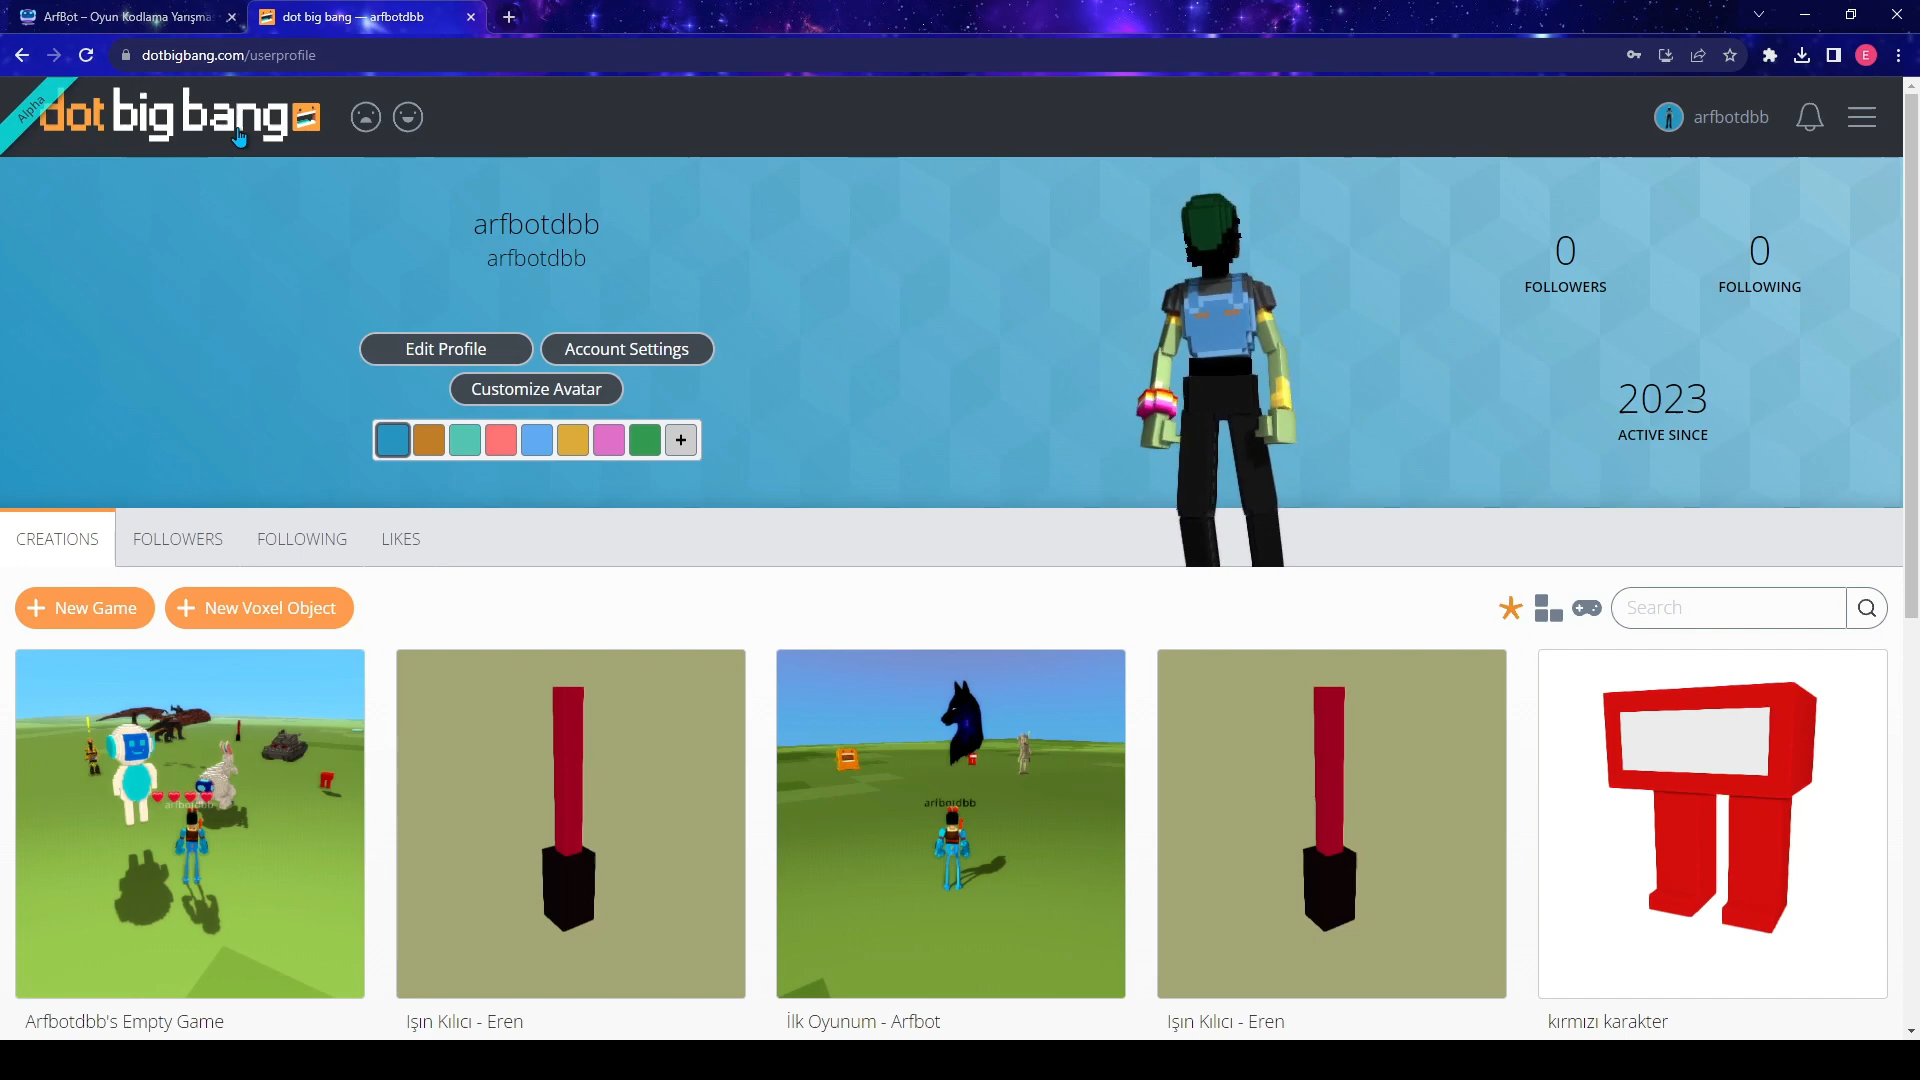 ArfBot – Oyun Kodlama Yarışma
dot big bang — arfbotdbb
dotbigbang.com/userprofile
E
Alpha
dot big bang
arfbotdbb
arfbotdbb
arfbotdbb
0
FOLLOWERS
0
FOLLOWING
Edit Profile
Account Settings
Customize Avatar
+
2023
ACTIVE SINCE
CREATIONS
FOLLOWERS
FOLLOWING
LIKES
+ New Game
+ New Voxel Object
Search
arfbotdbb
arfbotdbb
Arfbotdbb's Empty Game
Işın Kılıcı - Eren
İlk Oyunum - Arfbot
Işın Kılıcı - Eren
kırmızı karakter